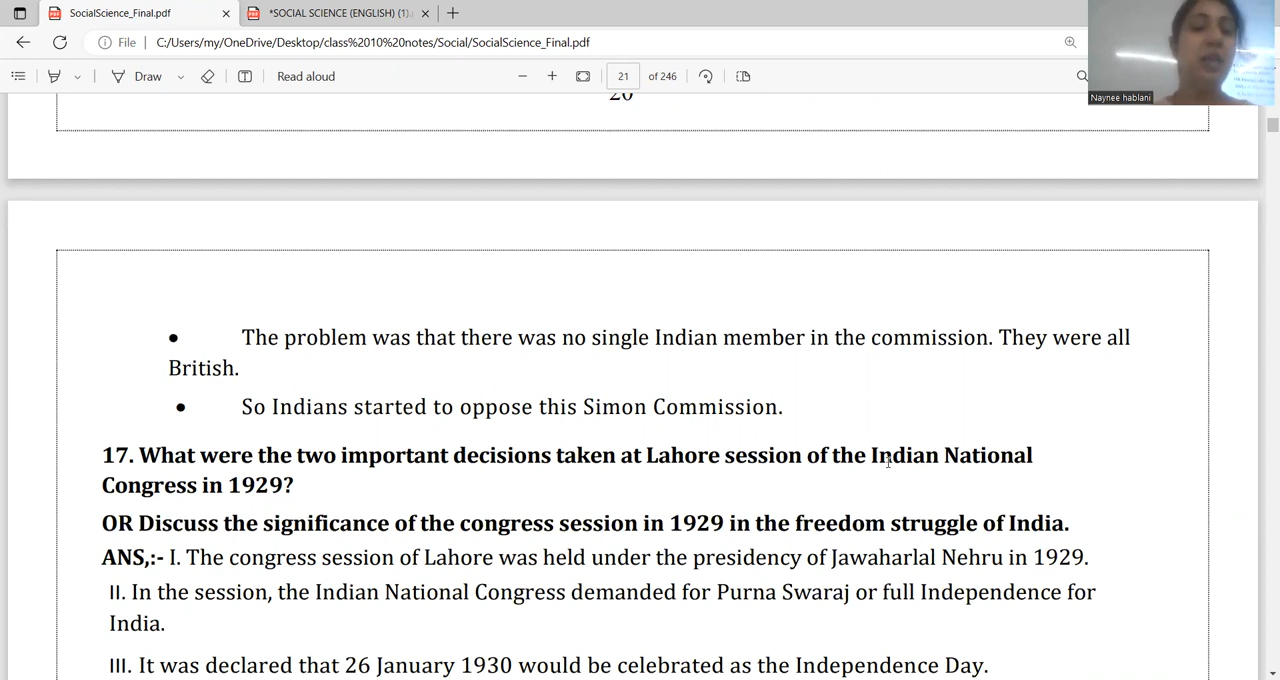 SocialScience_Final.pdf
*SOCIAL SCIENCE (ENGLISH) (1).
File C:/Users/my/OneDrive/Desktop/class%2010%20notes/Social/SocialScience_Final.pdf
Draw Read aloud 21 of 246
Naynee hablani
20
• The problem was that there was no single Indian member in the commission. They were all
British.
• So Indians started to oppose this Simon Commission.
17. What were the two important decisions taken at Lahore session of the Indian National
Congress in 1929?
OR Discuss the significance of the congress session in 1929 in the freedom struggle of India.
ANS,:- I. The congress session of Lahore was held under the presidency of Jawaharlal Nehru in 1929.
II. In the session, the Indian National Congress demanded for Purna Swaraj or full Independence for
India.
III. It was declared that 26 January 1930 would be celebrated as the Independence Day.